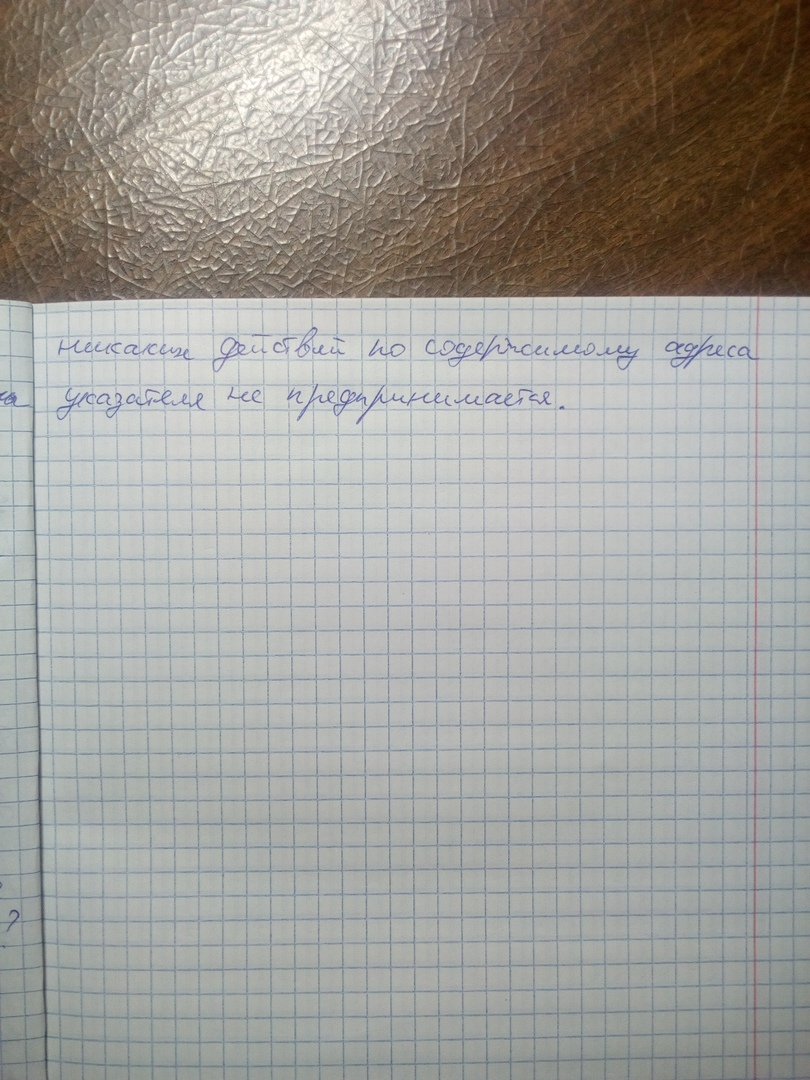 никаких действий по содержимому адреса
указателя не предпринимается.
?